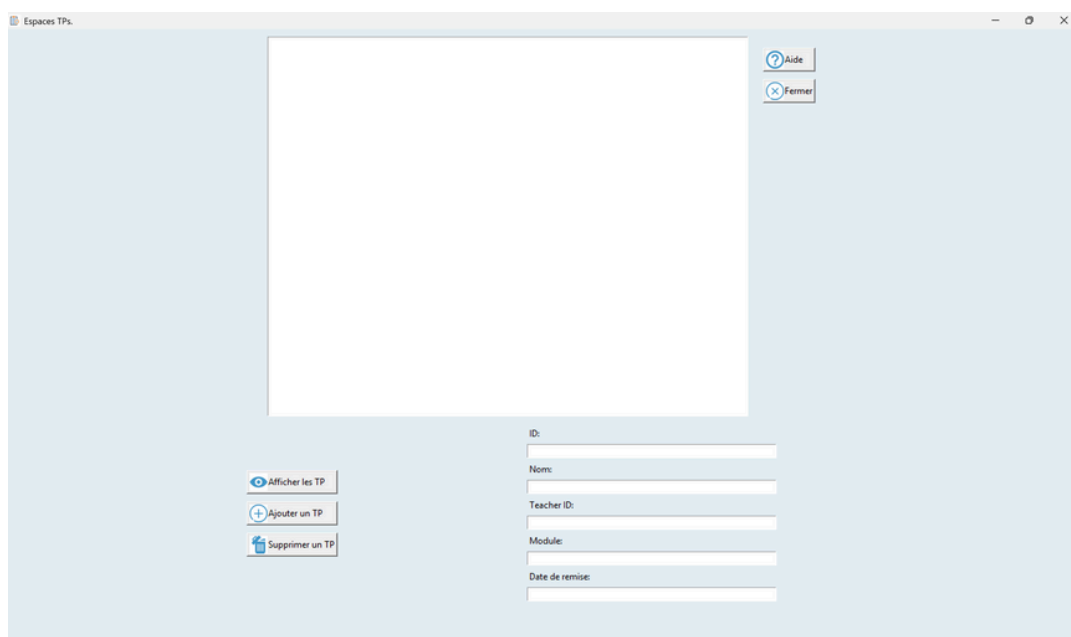 Espaces TPs.
Aide
Fermer
ID:
Nom:
Afficher les TP
Teacher ID:
Ajouter un TP
Module:
Supprimer un TP
Date de remise: